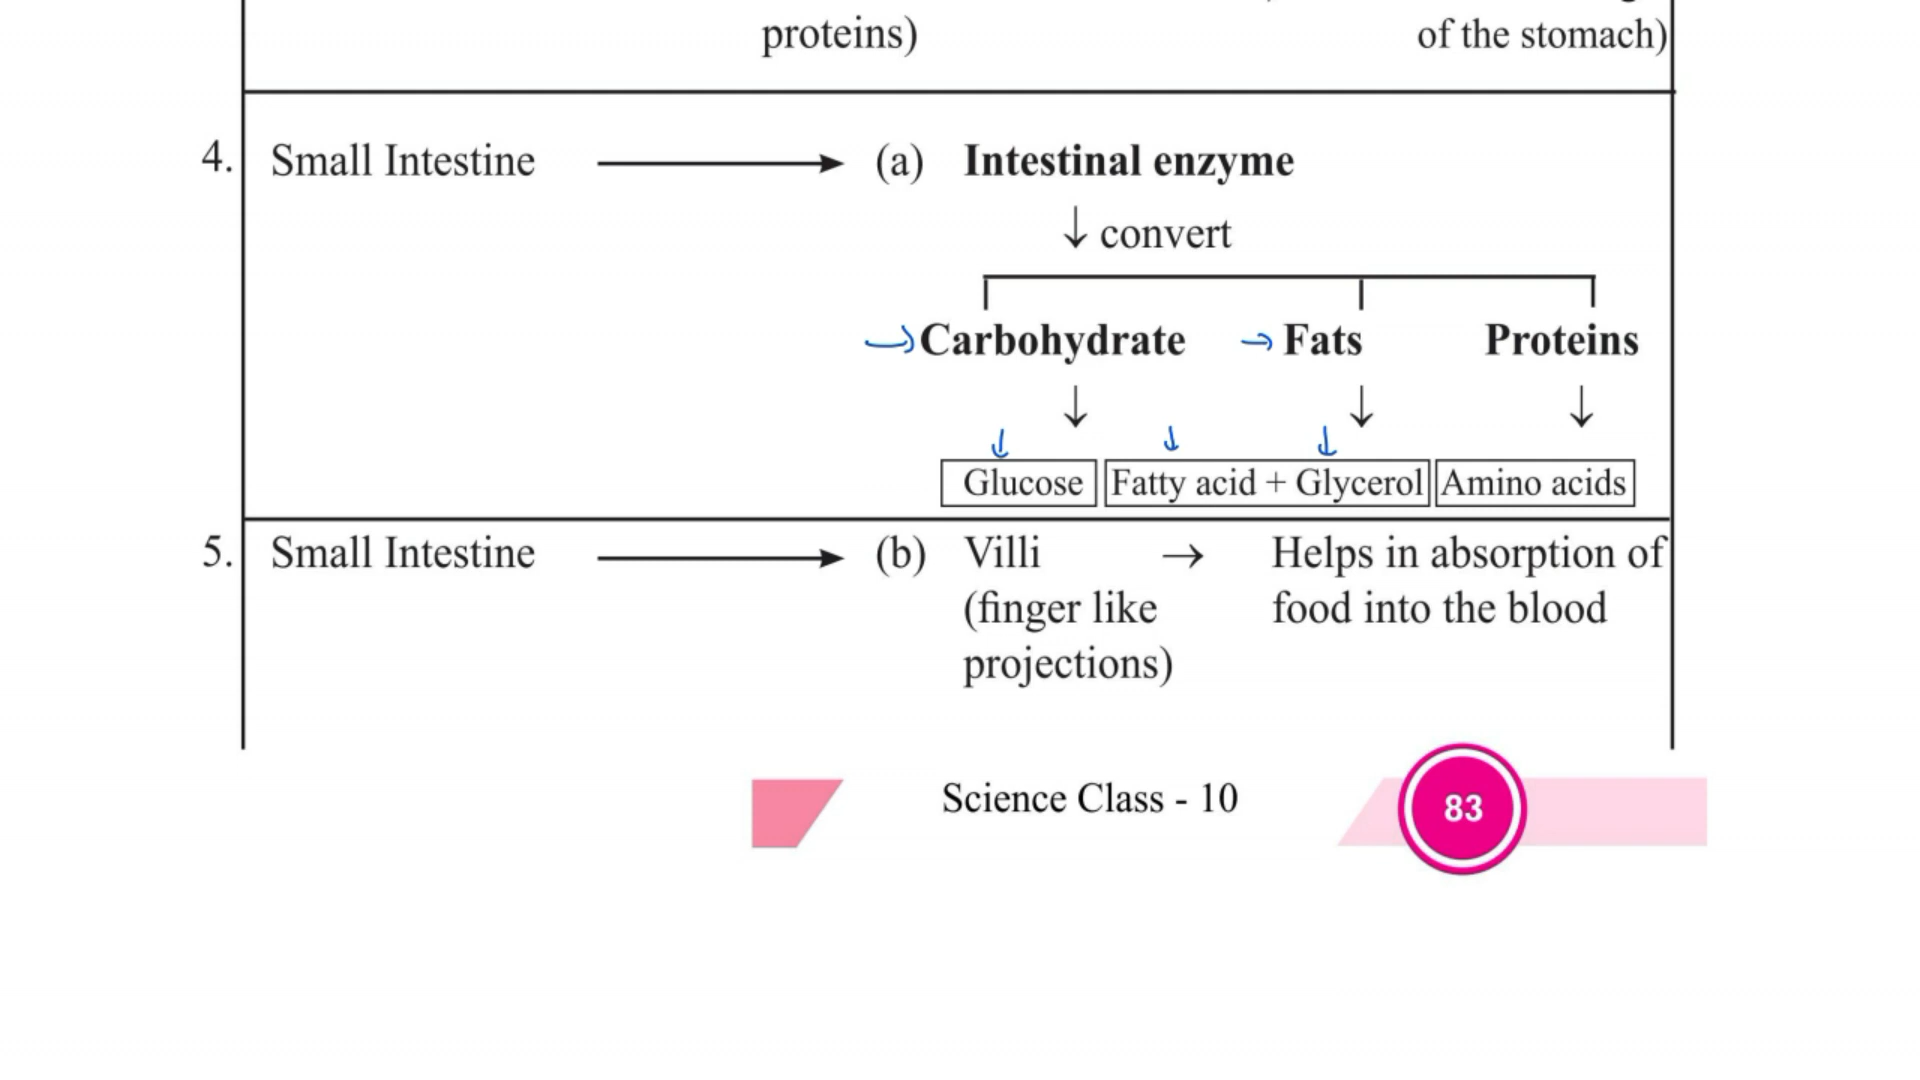 proteins)
of the stomach)
4. Small Intestine (a) Intestinal enzyme
↓ convert
Carbohydrate Fats Proteins
↓ ↓ ↓
Glucose Fatty acid + Glycerol Amino acids
5. Small Intestine (b) Villi → Helps in absorption of
(finger like food into the blood
projections)
Science Class - 10 83